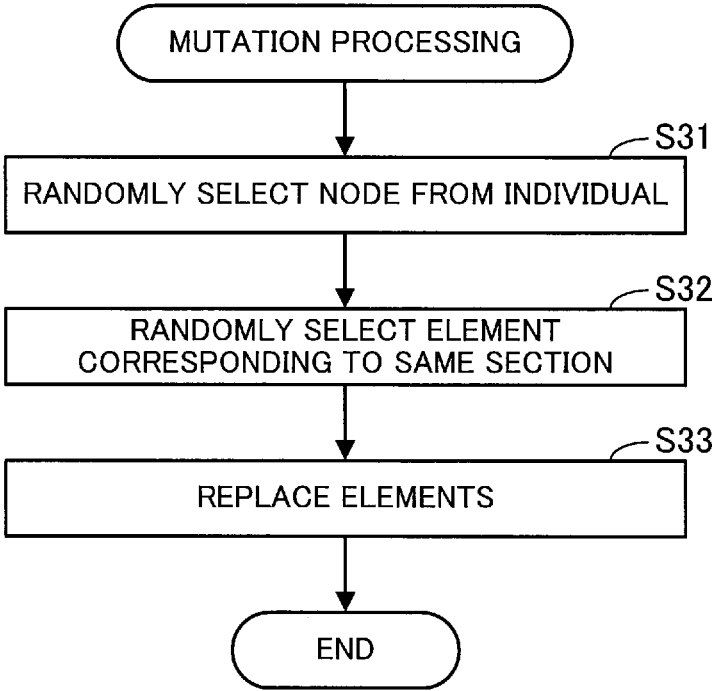 MUTATION PROCESSING
S31
RANDOMLY SELECT NODE FROM INDIVIDUAL
S32
RANDOMLY SELECT ELEMENT
CORRESPONDING TO SAME SECTION
S33
REPLACE ELEMENTS
END